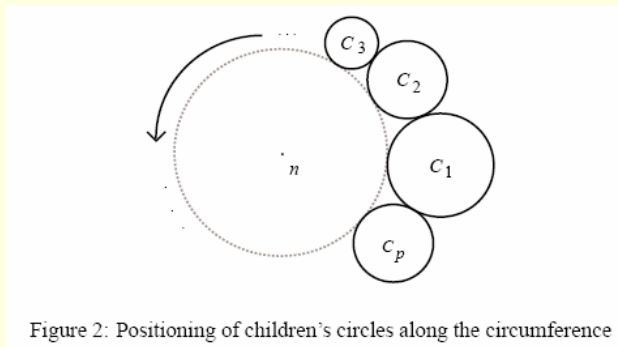 ...
C3
C2
n
C1
Cp
Figure 2: Positioning of children's circles along the circumference